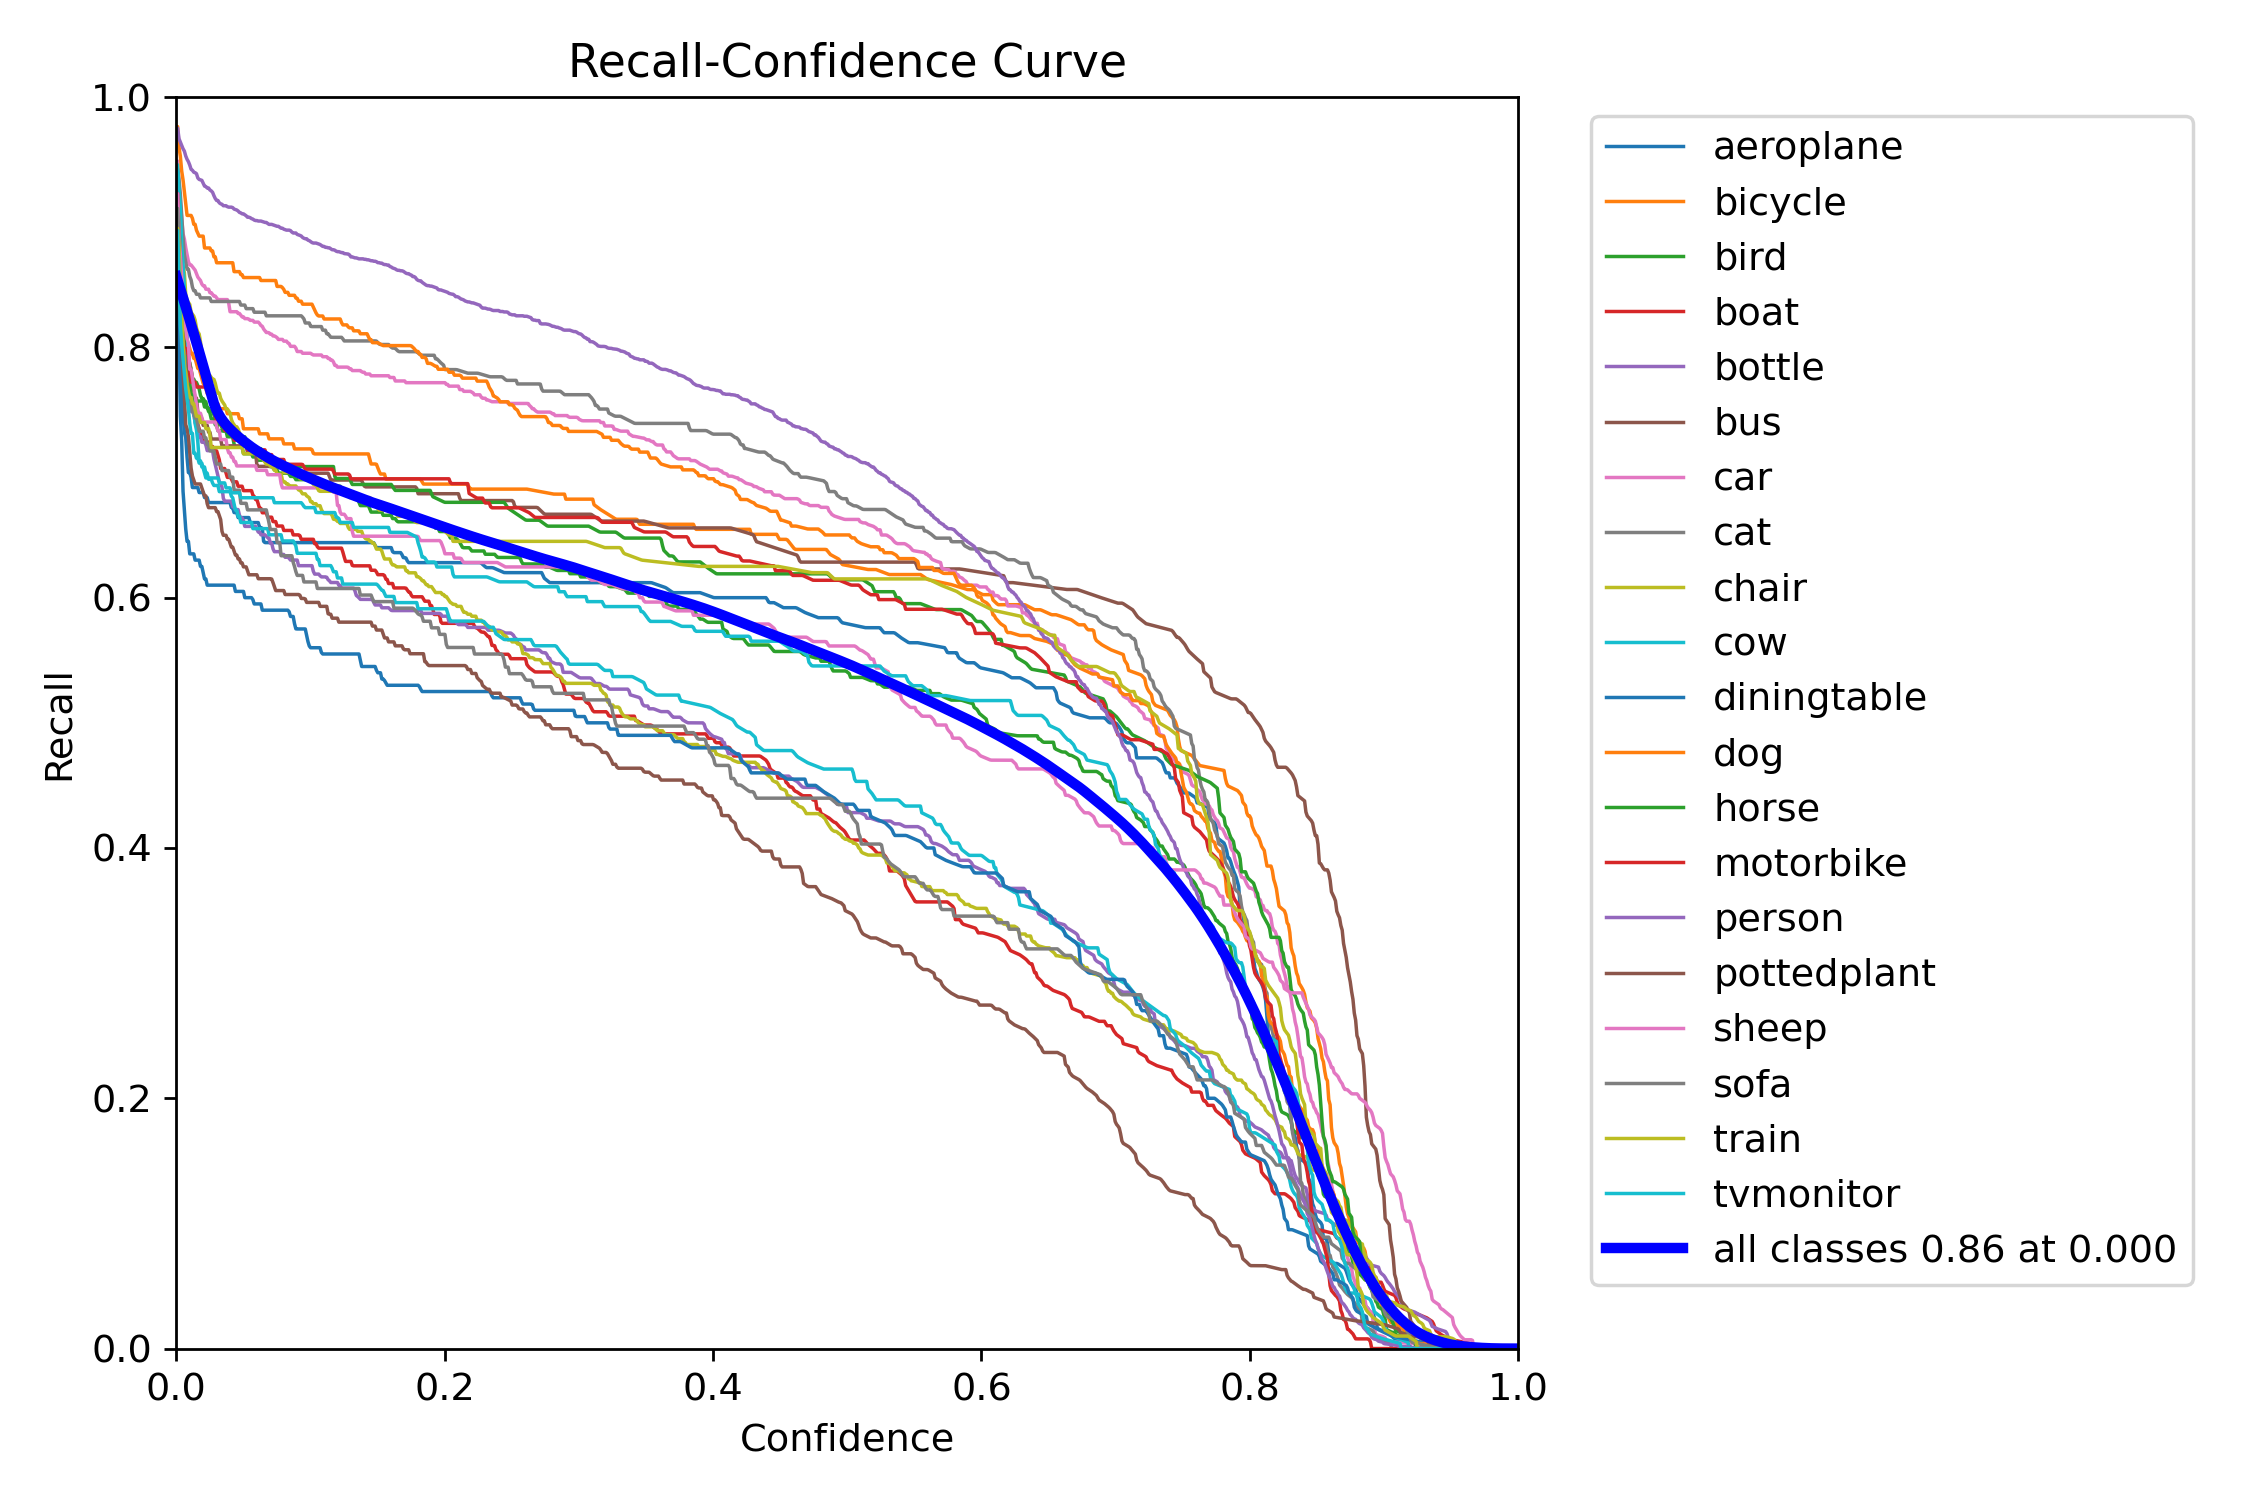 Recall-Confidence Curve
1.0
0.8
0.6
0.4
0.2
0.0
Recall
0.0 0.2 0.4 0.6 0.8 1.0
Confidence
aeroplane
bicycle
bird
boat
bottle
bus
car
cat
chair
cow
diningtable
dog
horse
motorbike
person
pottedplant
sheep
sofa
train
tvmonitor
all classes 0.86 at 0.000